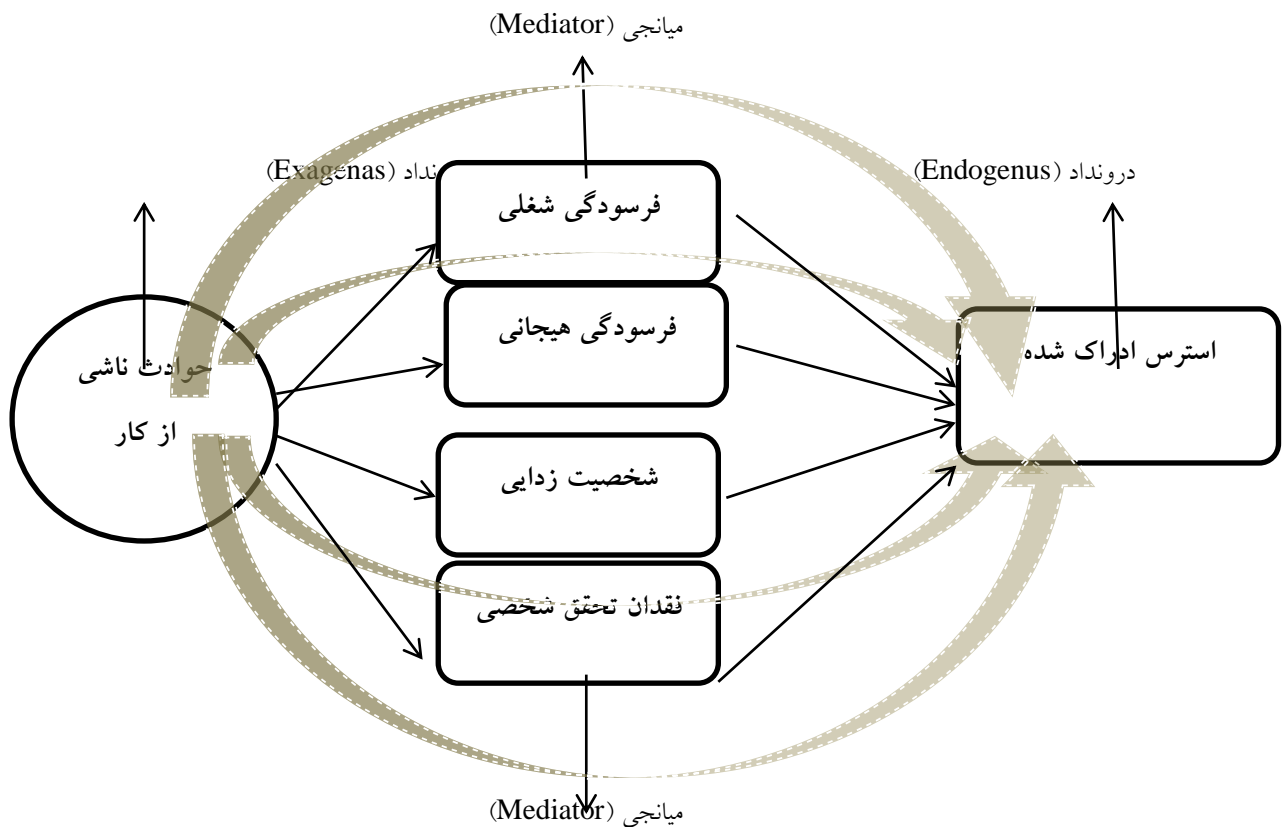 میانجی (Mediator)
نداد (Exagenas)
درونداد (Endogenus)
فرسودگی شغلی
فرسودگی هیجانی
استرس ادراک شده
حوادث ناشی
از کار
شخصیت زدایی
فقدان تحقق شخصی
میانجی (Mediator)